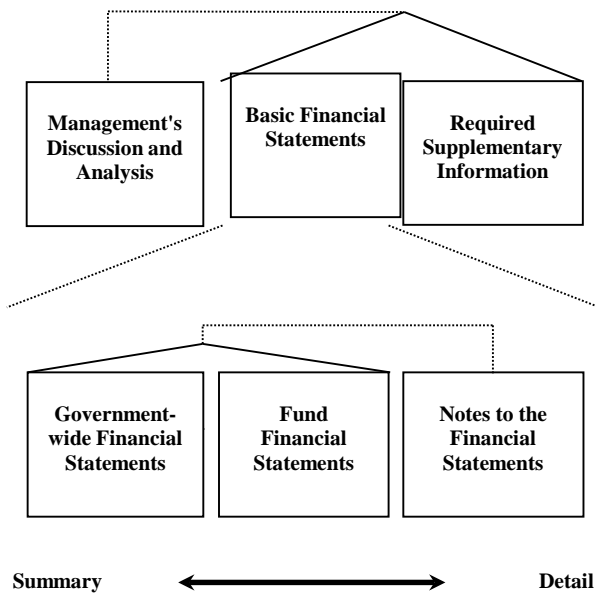 Management's
Discussion and
Analysis
Basic Financial
Statements
Required
Supplementary
Information
Government-
wide Financial
Statements
Fund
Financial
Statements
Notes to the
Financial
Statements
Summary
Detail